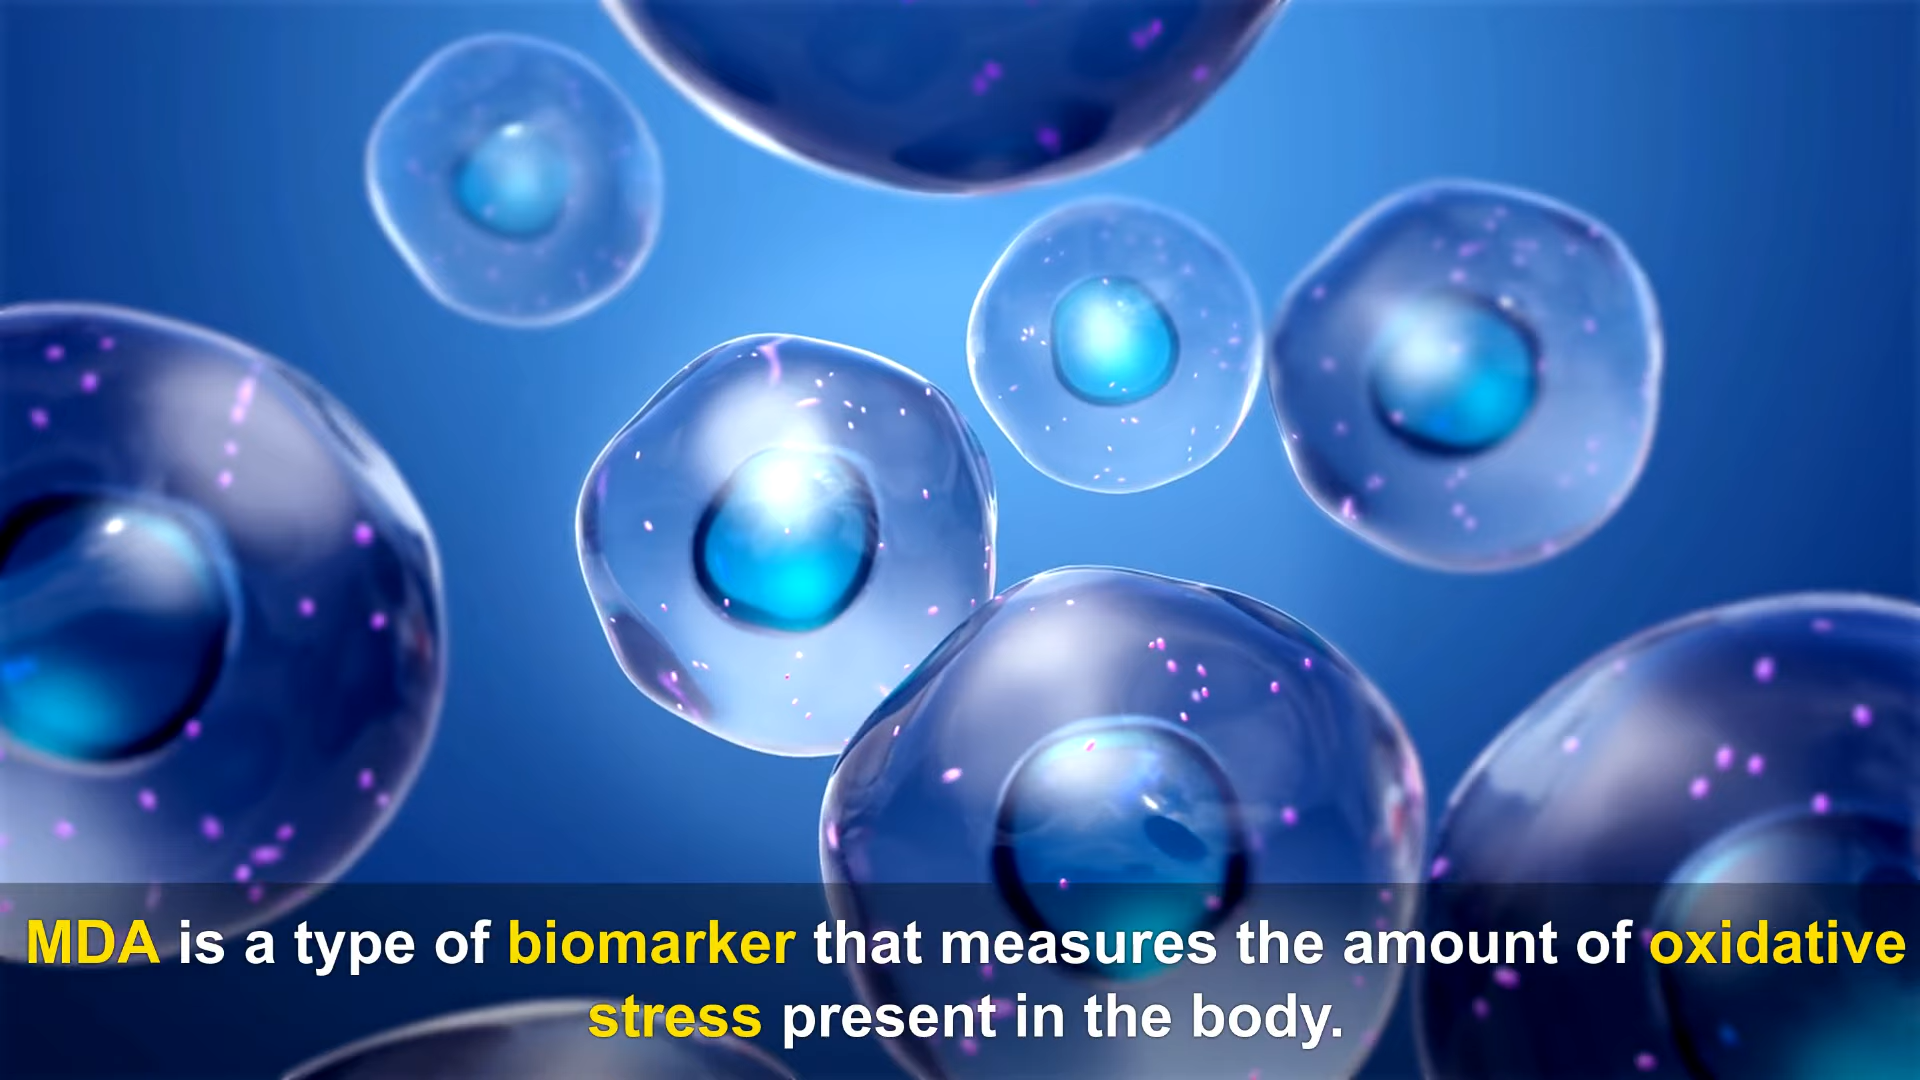 MDA is a type of biomarker that measures the amount of oxidative
stress present in the body.